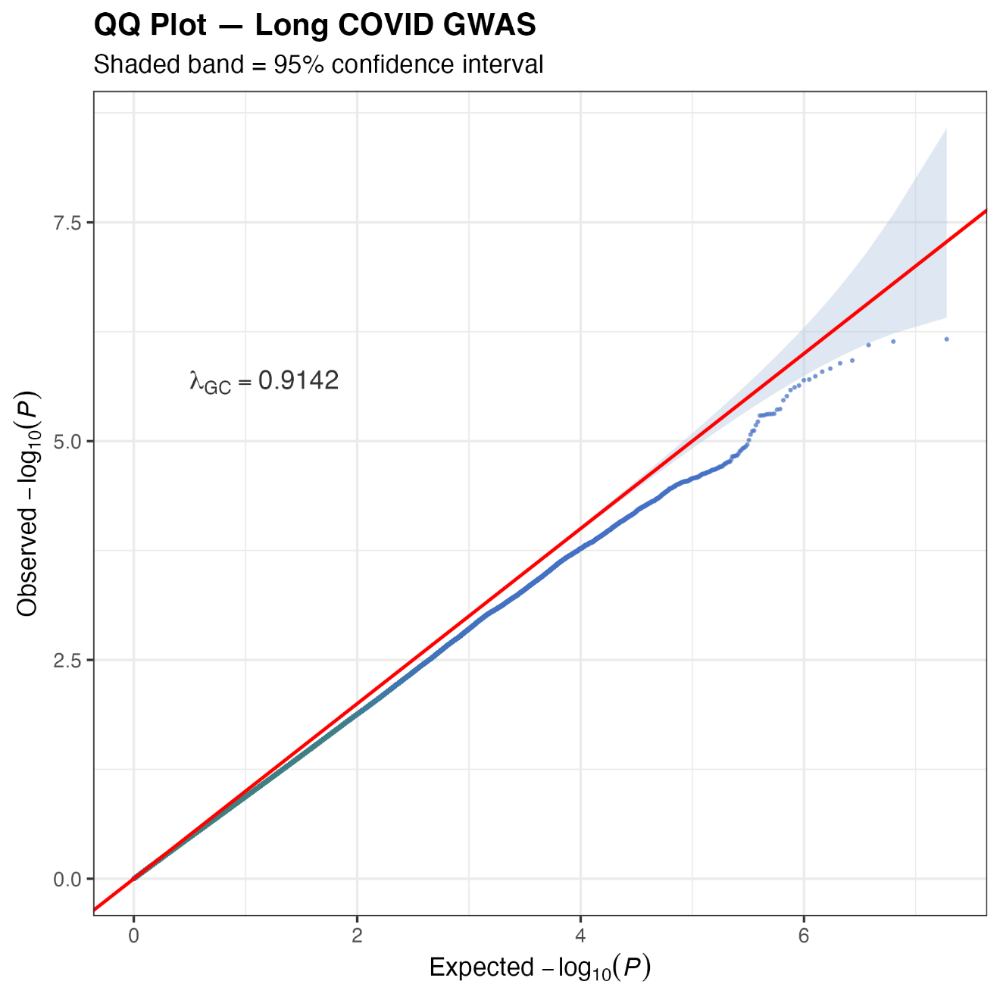 QQ Plot — Long COVID GWAS
Shaded band = 95% confidence interval
7.5
5.0
2.5
0.0
λGC = 0.9142
Observed −log10(P)
0
2
4
6
Expected −log10(P)